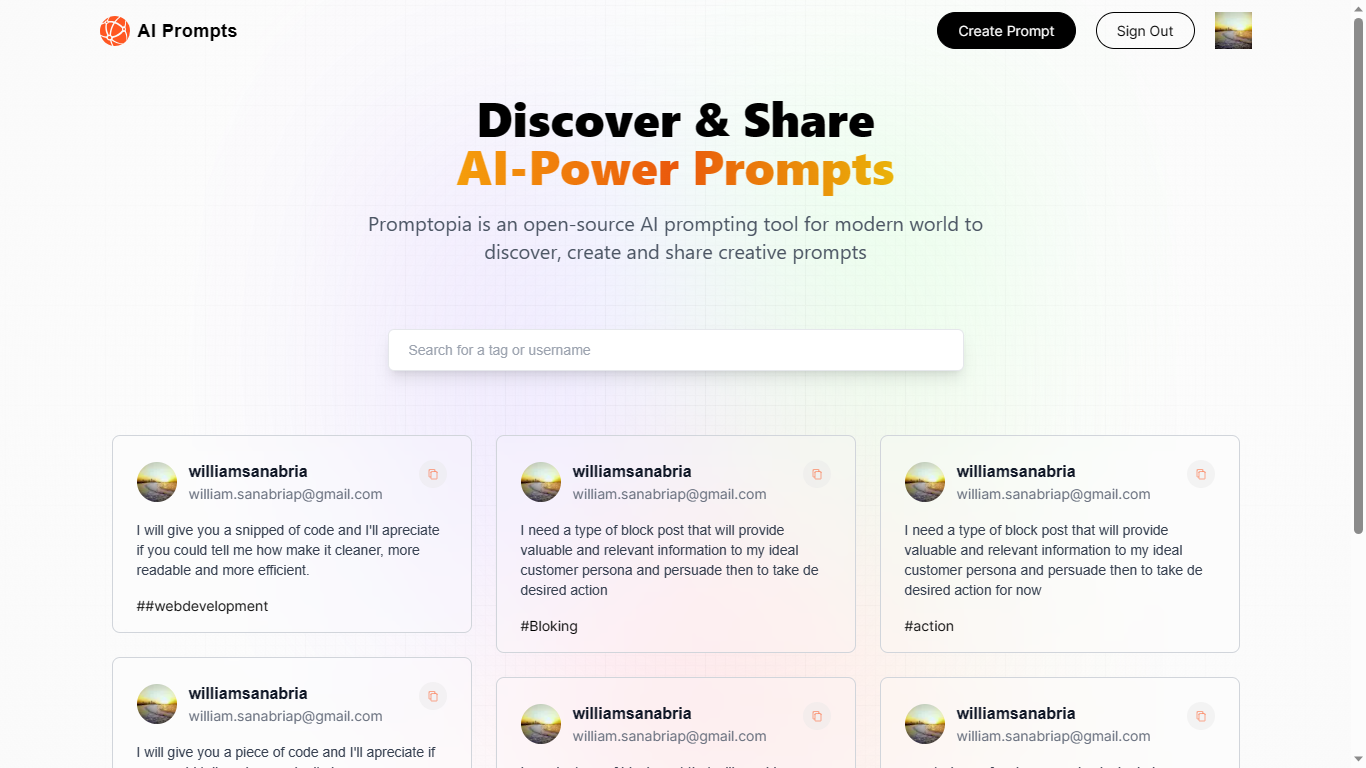 AI Prompts
Create Prompt
Sign Out
Discover & Share
AI-Power Prompts
Promptopia is an open-source AI prompting tool for modern world to
discover, create and share creative prompts
Search for a tag or username
williamsanabria
william.sanabriap@gmail.com
I will give you a snipped of code and I'll apreciate
if you could tell me how make it cleaner, more
readable and more efficient.
##webdevelopment
williamsanabria
william.sanabriap@gmail.com
I need a type of block post that will provide
valuable and relevant information to my ideal
customer persona and persuade then to take de
desired action
#Bloking
williamsanabria
william.sanabriap@gmail.com
I need a type of block post that will provide
valuable and relevant information to my ideal
customer persona and persuade then to take de
desired action for now
#action
williamsanabria
william.sanabriap@gmail.com
I will give you a piece of code and I'll apreciate if
williamsanabria
william.sanabriap@gmail.com
williamsanabria
william.sanabriap@gmail.com